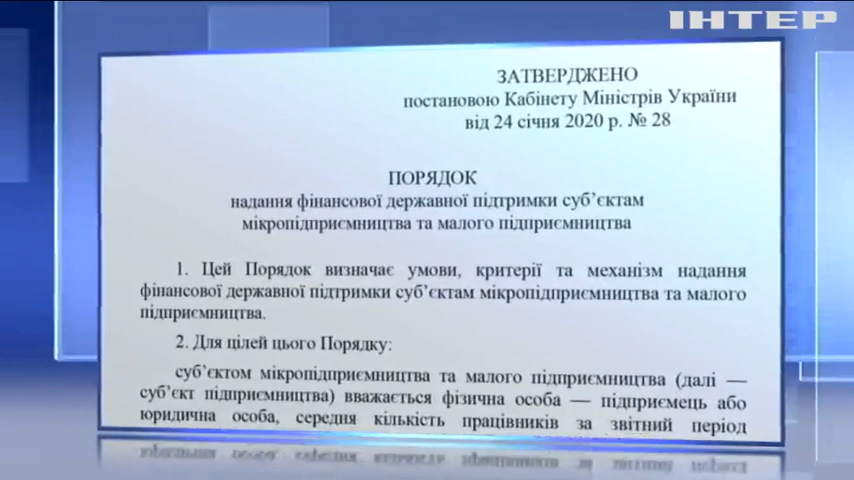 ІНТЕР
ЗАТВЕРДЖЕНО
постановою Кабінету Міністрів України
від 24 січня 2020 р. № 28
ПОРЯДОК
надання фінансової державної підтримки суб’єктам
мікропідприємництва та малого підприємництва
1. Цей Порядок визначає умови, критерії та механізм надання
фінансової державної підтримки суб’єктам мікропідприємництва та малого
підприємництва.
2. Для цілей цього Порядку:
суб’єктом мікропідприємництва та малого підприємництва (далі —
суб’єкт підприємництва) вважається фізична особа — підприємець або
юридична особа, середня кількість працівників за звітний період